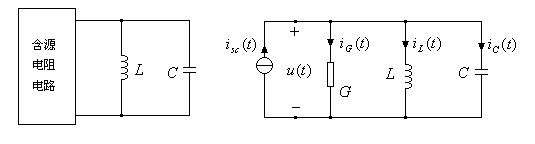 含源
电阻
电路
L
C
i_sc(t)
+
u(t)
−
i_G(t)
G
i_L(t)
L
i_C(t)
C